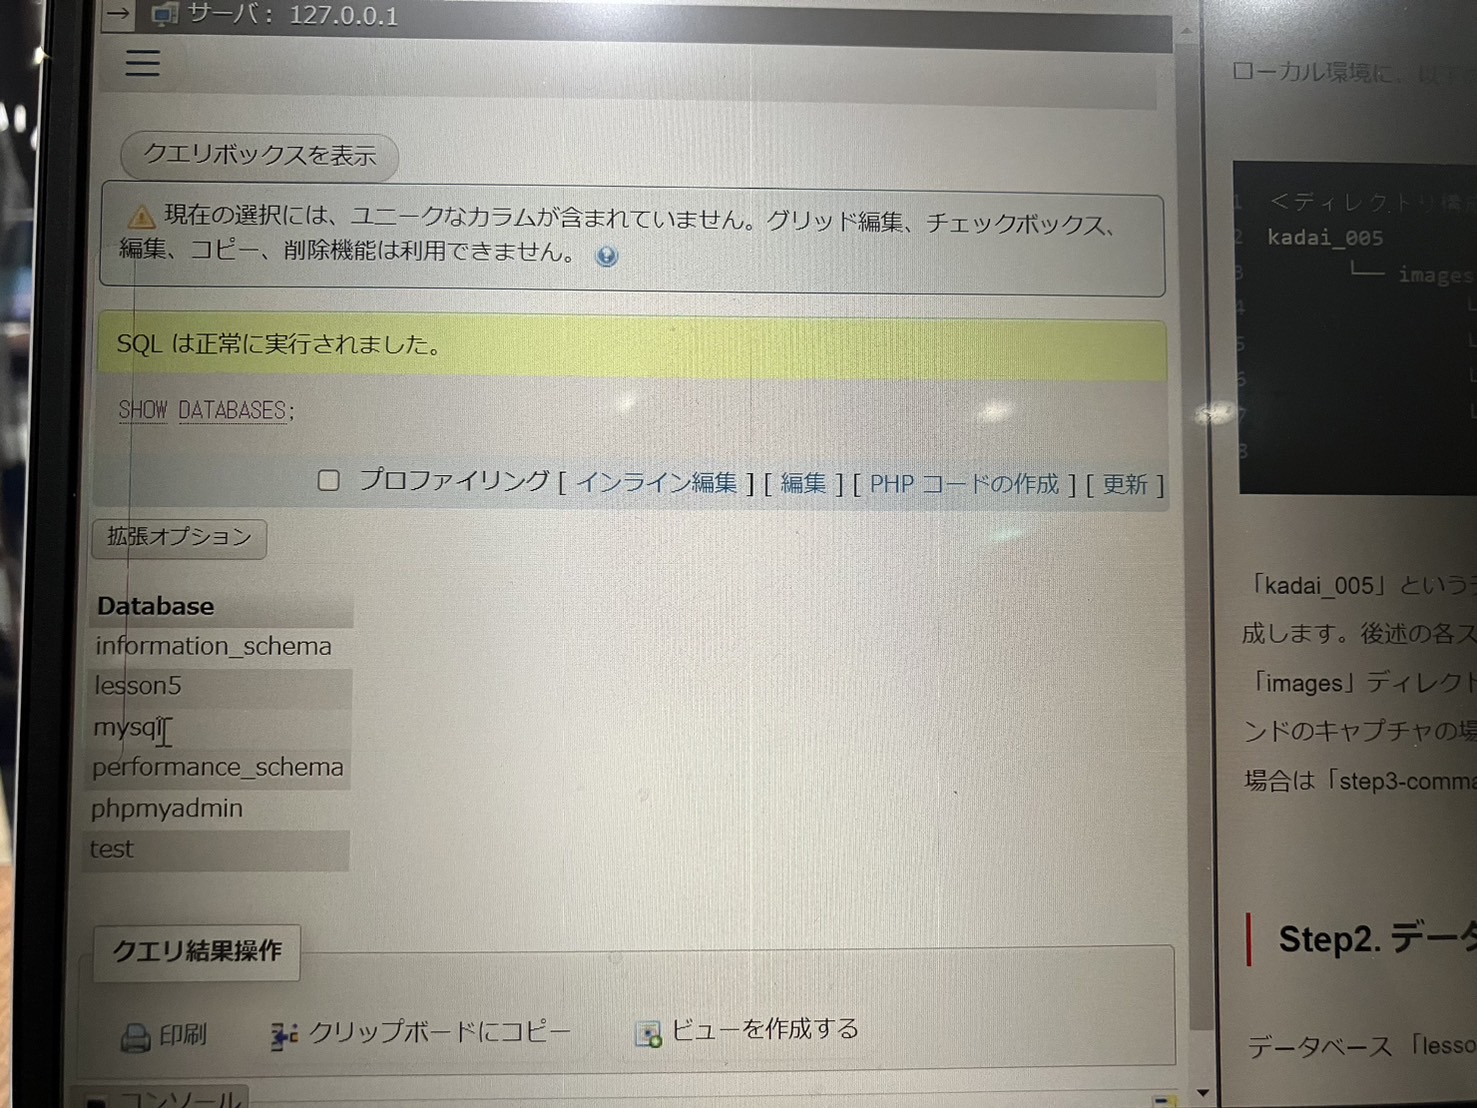 サーバ： 127.0.0.1
クエリボックスを表示
現在の選択には、ユニークなカラムが含まれていません。グリッド編集、チェックボックス、
編集、コピー、削除機能は利用できません。
SQL は正常に実行されました。
SHOW DATABASES;
プロファイリング [ インライン編集 ] [ 編集 ] [ PHP コードの作成 ] [ 更新 ]
拡張オプション
Database
information_schema
lesson5
mysql
performance_schema
phpmyadmin
test
クエリ結果操作
印刷
クリップボードにコピー
ビューを作成する
コンソール
ローカル環境に、以下
1 <ディレクトリ構成
2 kadai_005
3 └── images
4
5
6
7
8
「kadai_005」という
成します。後述の各ス
「images」ディレクト
ンドのキャプチャの場
場合は「step3-comma
Step2. データ
データベース「lesso